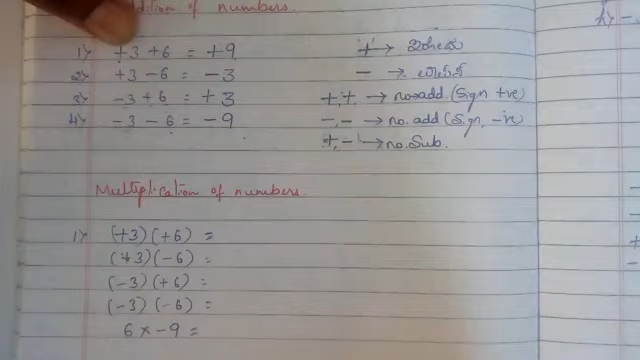 of numbers.
1) +3 +6 = +9
2) +3 - 6 = -3
3) -3 + 6 = +3
4) -3 - 6 = -9
+ →
- →
+, + → no. add. (Sign +ve)
-, - → no. add (Sign, -ve)
+, - → no. Sub.
Multiplication of numbers.
1) (+3) (+6) =
(+3) (-6) =
(-3) (+6) =
(-3) (-6) =
6 × -9 =